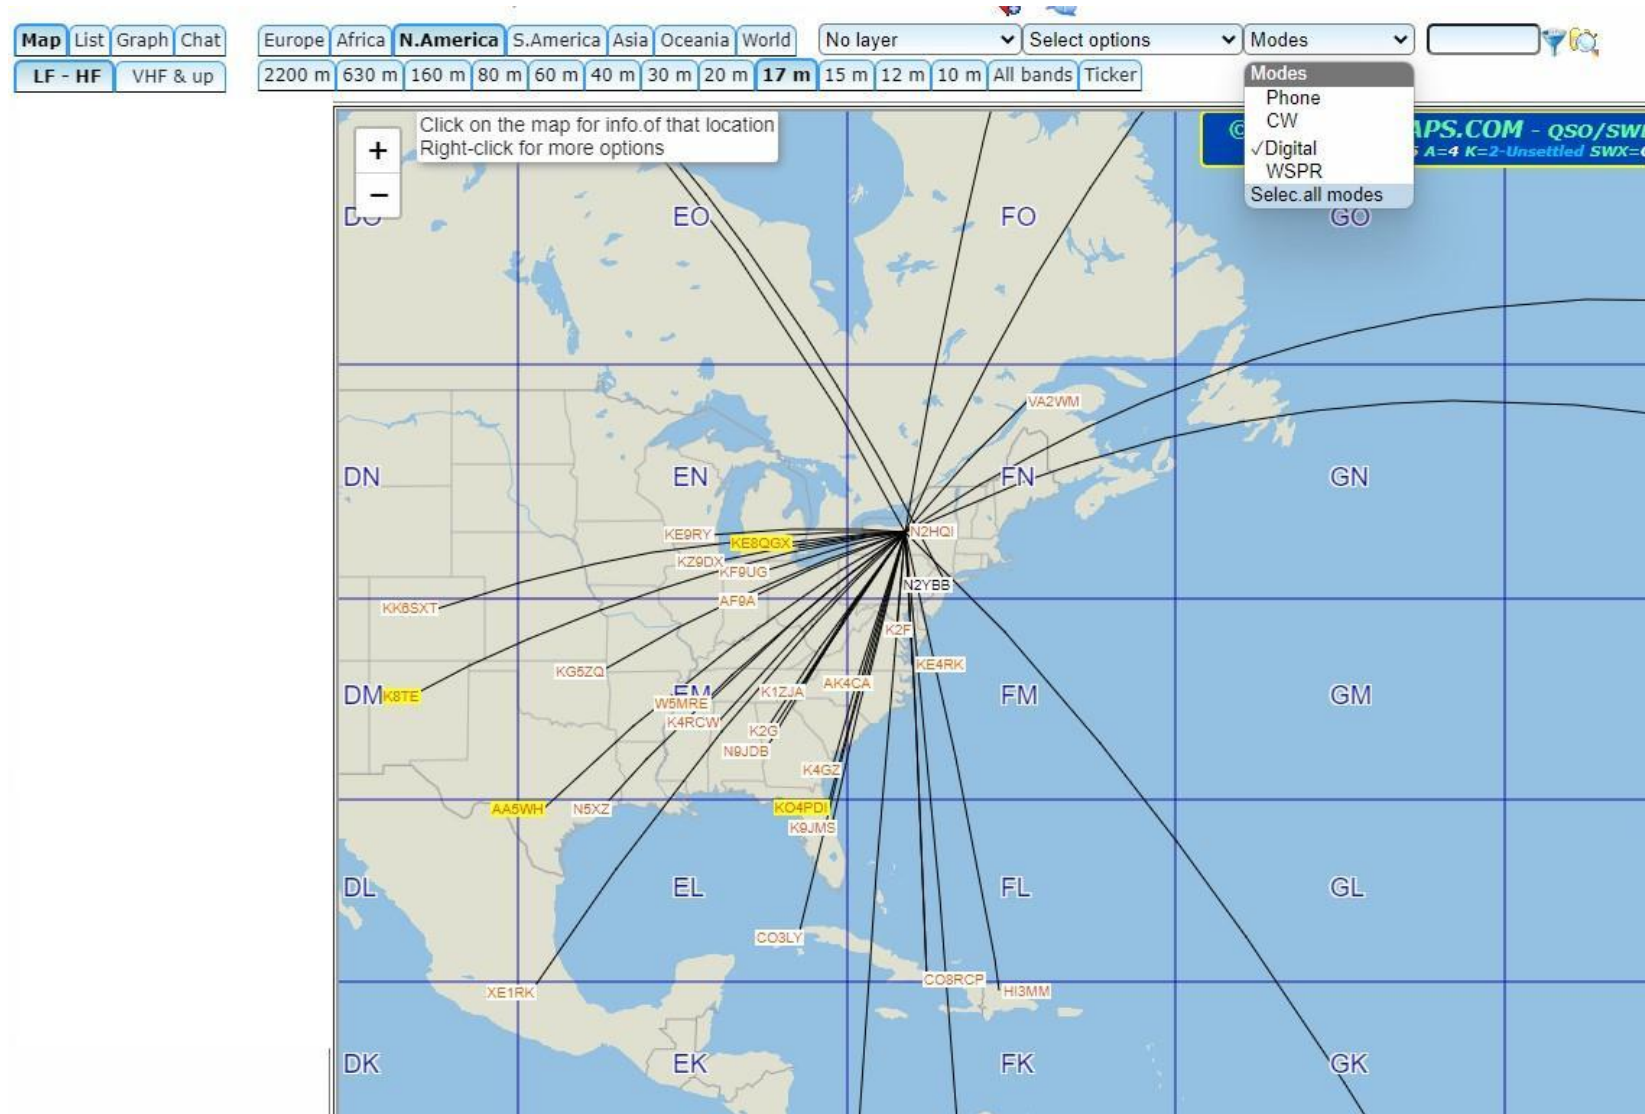 Map List Graph Chat Europe Africa N.America S.America Asia Oceania World No layer Select options Modes
LF - HF VHF & up 2200 m 630 m 160 m 80 m 60 m 40 m 30 m 20 m 17 m 15 m 12 m 10 m All bands Ticker
Modes
Phone
CW
✓Digital
WSPR
Selec.all modes
+
−
Click on the map for info.of that location
Right-click for more options
© APS.COM - QSO/SW
A=4 K=2-Unsettled SWX=
DO EO FO GO
VA2WM
DN EN FN GN
KE9RY N2HQI
KE8QGX
KZ9DX
KF9UG
N2YBB
AF9A
KK6SXT
K2F
KE4RK
KG5ZQ
AK4CA
K1ZJA
DM K8TE EM FM GM
W5MRE
K4RCW
K2G
N9JDB
K4GZ
AA5WH N5XZ KO4PDI
K9JMS
DL EL FL GL
CO3LY
CO8RCP
XE1RK HI3MM
DK EK FK GK